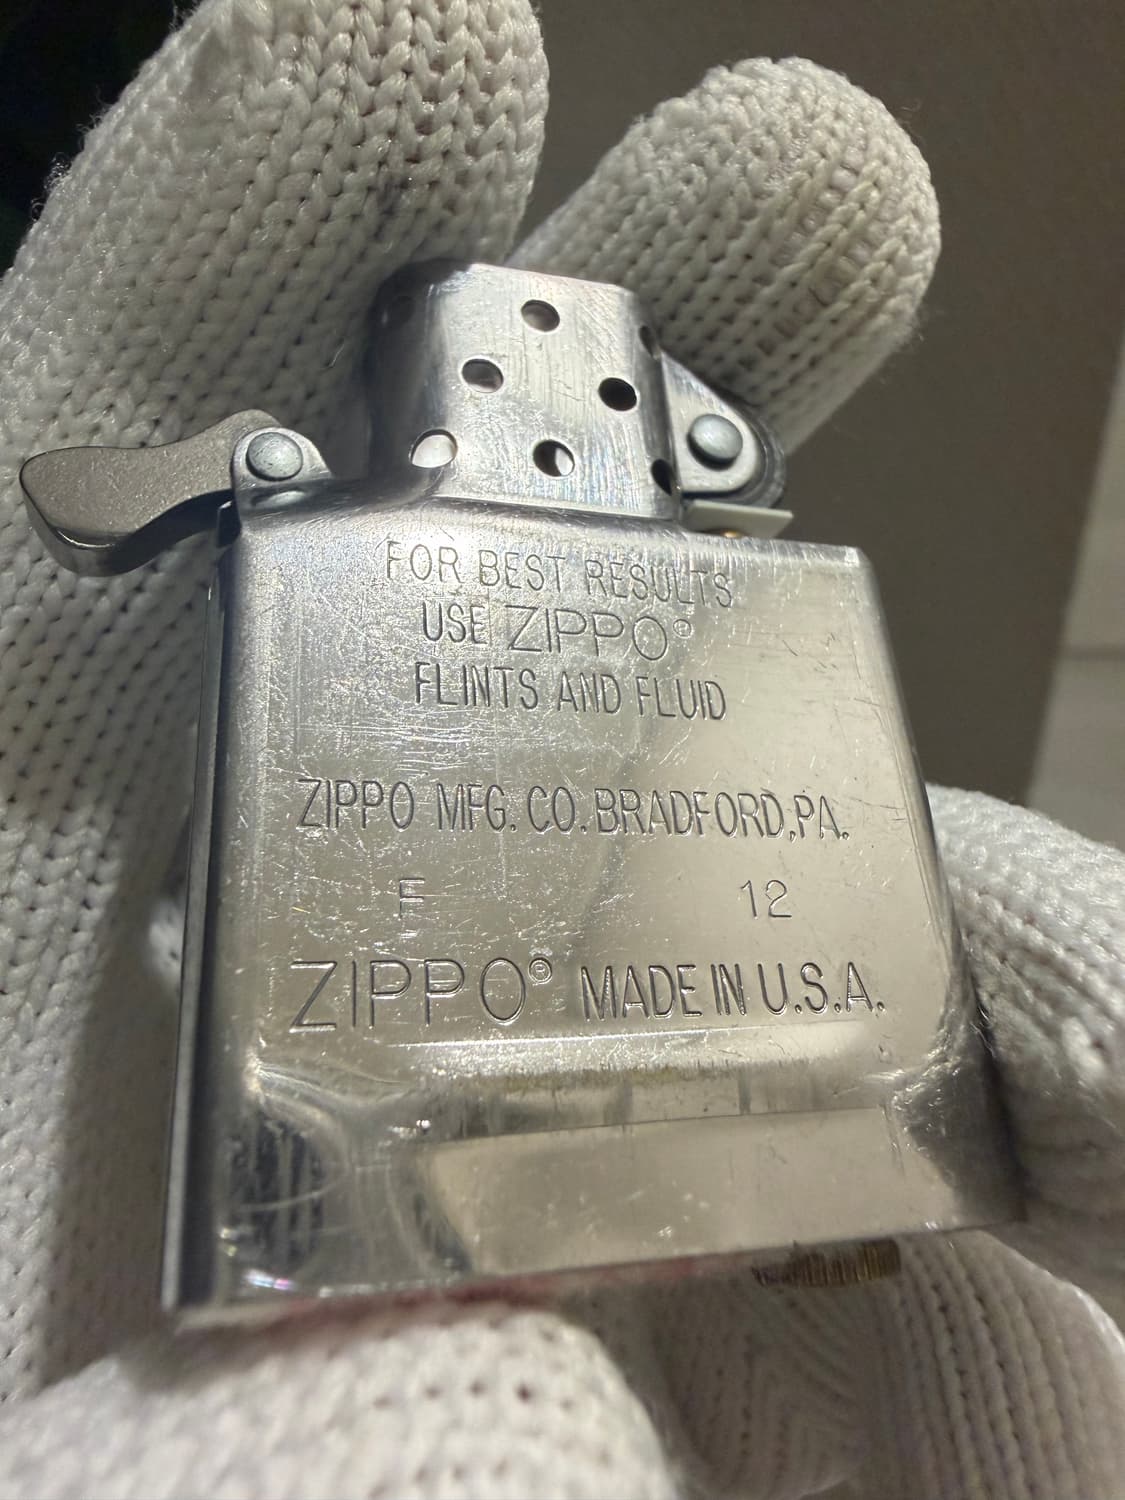 FOR BEST RESULTS
USE ZIPPO®
FLINTS AND FLUID
ZIPPO MFG. CO. BRADFORD, PA.
F 12
ZIPPO® MADE IN U.S.A.